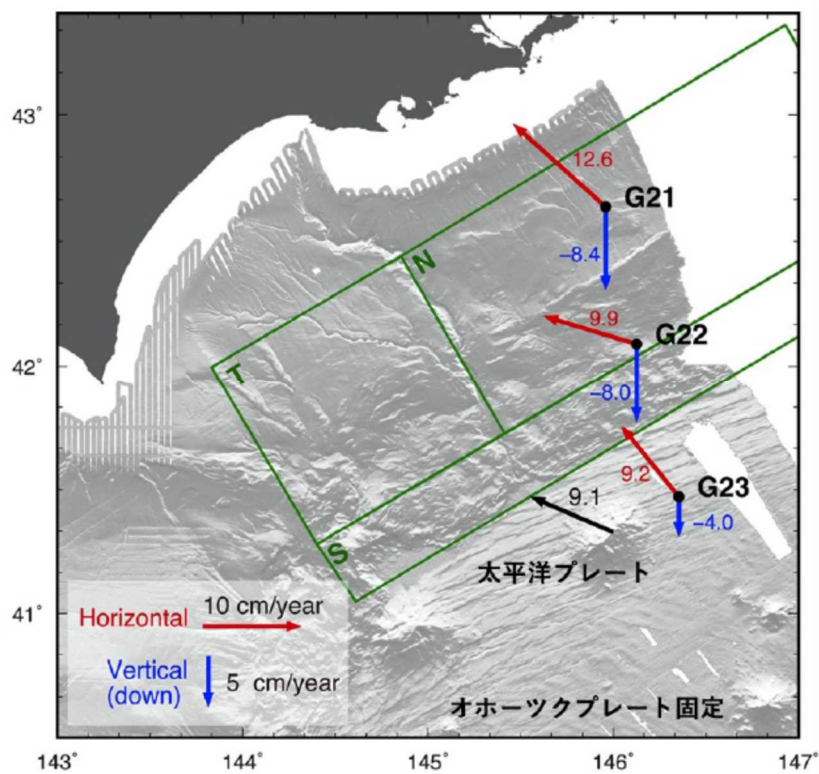 43°
42°
41°
143°
144°
145°
146°
147°
12.6
G21
−8.4
N
9.9
G22
−8.0
T
9.2
G23
−4.0
9.1
S
太平洋プレート
Horizontal
10 cm/year
Vertical
(down)
5 cm/year
オホーツクプレート固定